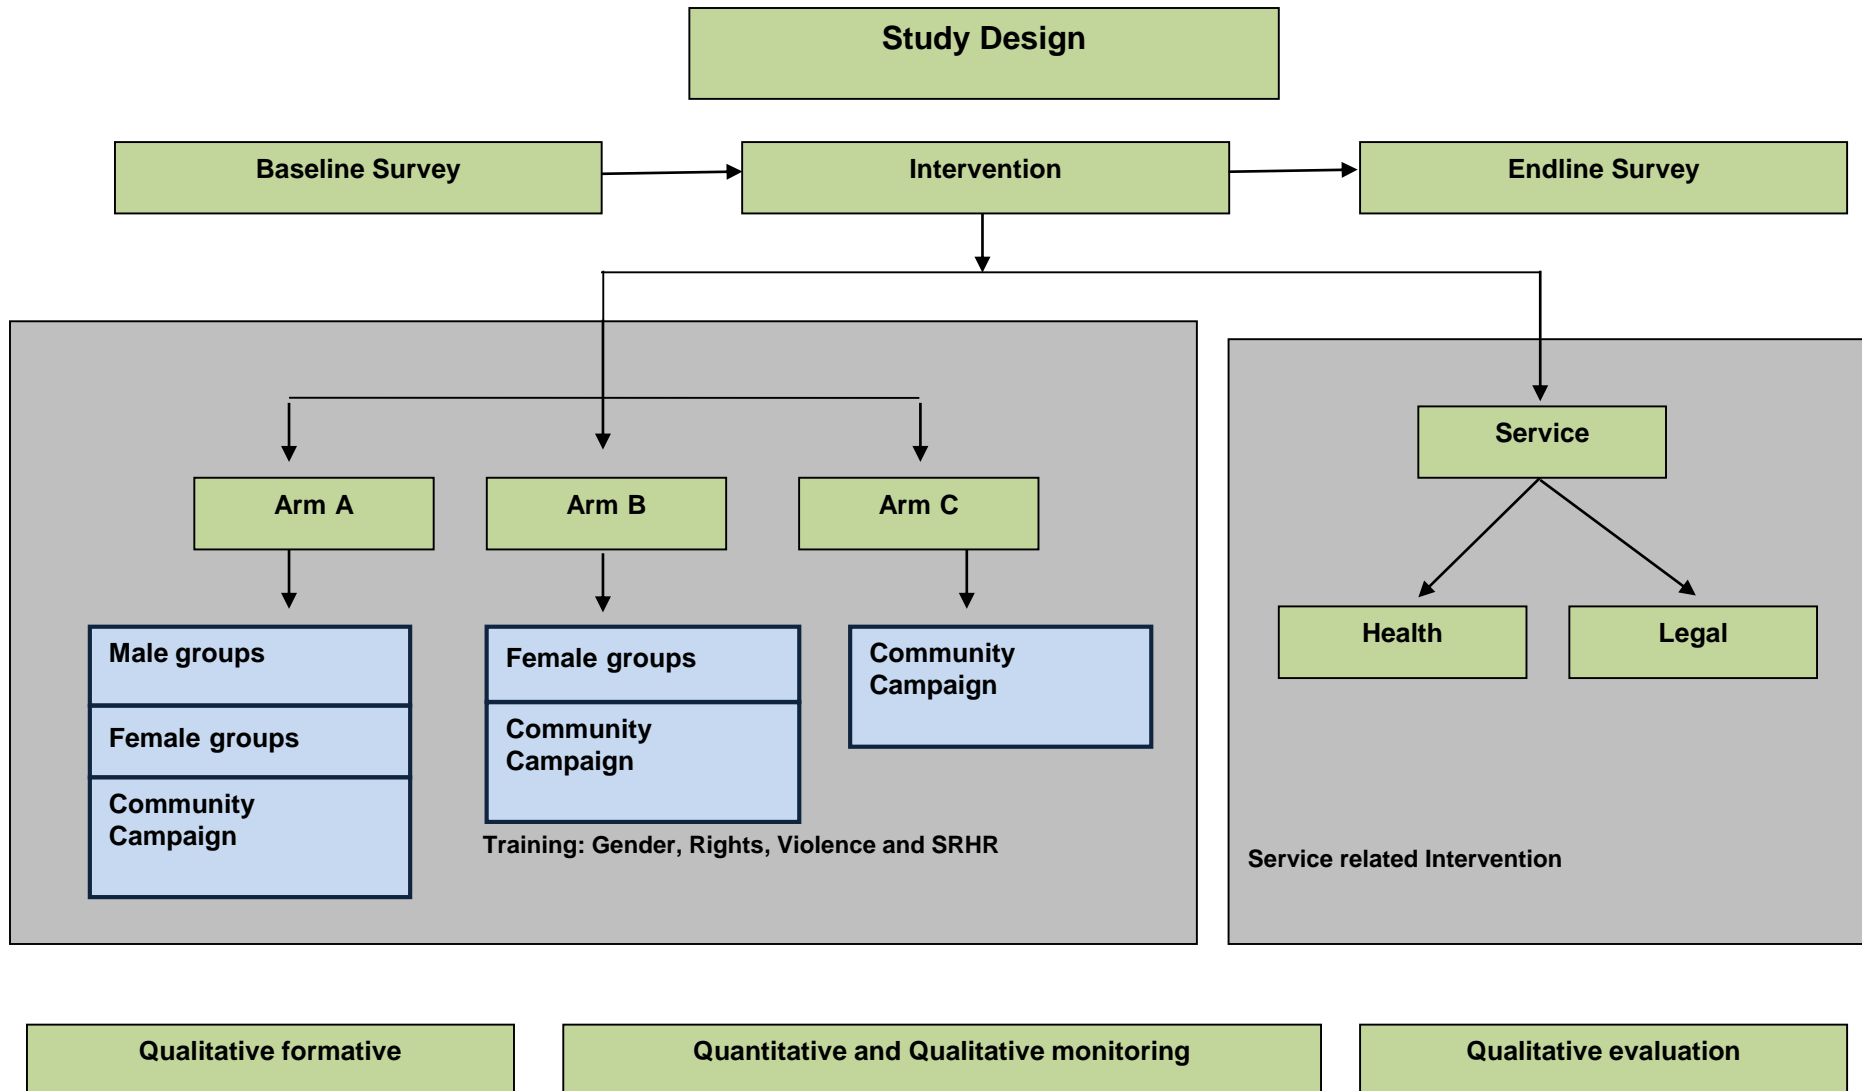 Study Design
Baseline Survey
Intervention
Endline Survey
Arm A
Arm B
Arm C
Service
Male groups
Female groups
Community
Campaign
Female groups
Community
Campaign
Community
Campaign
Health
Legal
Training: Gender, Rights, Violence and SRHR
Service related Intervention
Qualitative formative
Quantitative and Qualitative monitoring
Qualitative evaluation